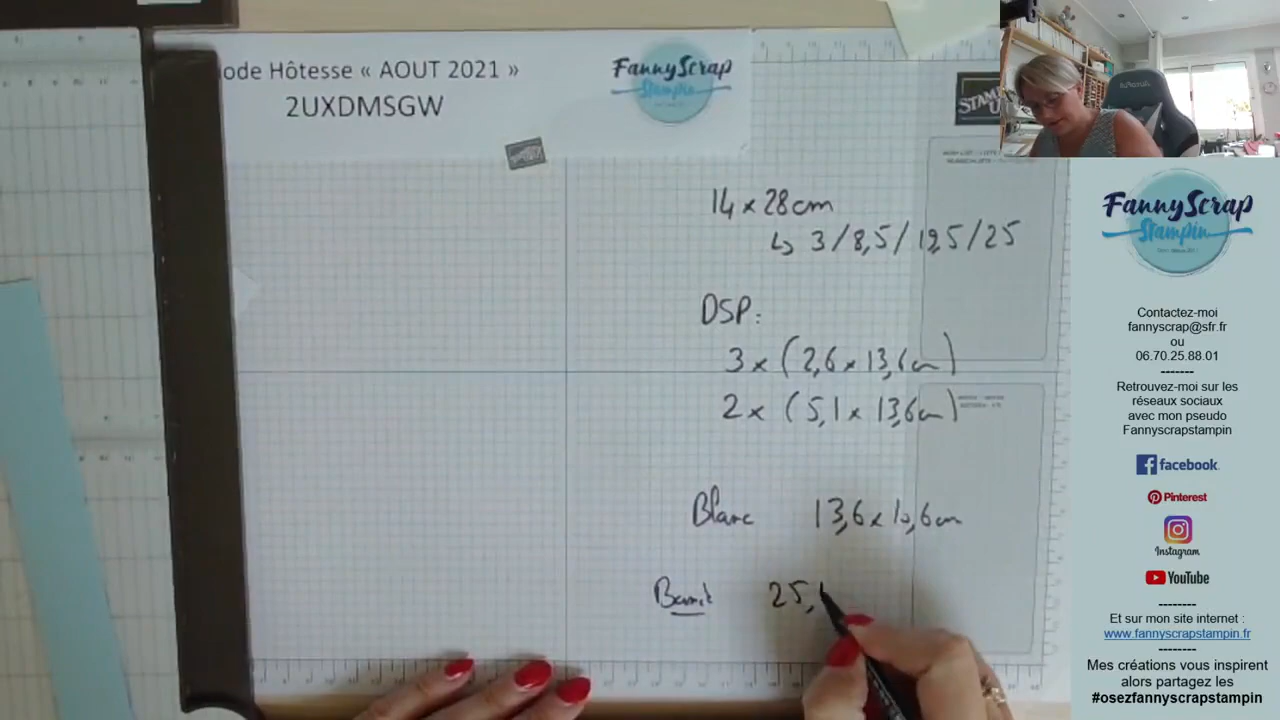 ode Hôtesse « AOUT 2021 »
2UXDMSGW
FannyScrap
Stampin
STAMPIN
14 x 28 cm
↳ 3 / 8,5 / 19,5 / 25
DSP:
3 x (2,6 x 13,6 cm)
2 x (5,1 x 13,6 cm)
Blanc 13,6 x 10,6 cm
25,
FannyScrap
Stampin
Contactez-moi
fannyscrap@sfr.fr
ou
06.70.25.88.01
-------
Retrouvez-moi sur les
réseaux sociaux
avec mon pseudo
Fannyscrapstampin
facebook
Pinterest
Instagram
YouTube
--------
Et sur mon site internet :
www.fannyscrapstampin.fr
--------
Mes créations vous inspirent
alors partagez les
#osezfannyscrapstampin